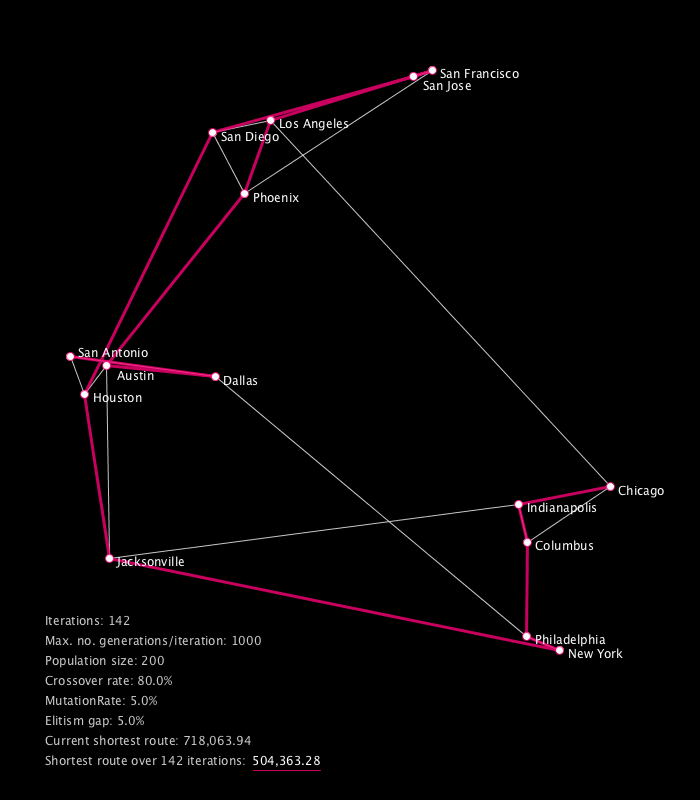 San Francisco
San Jose
Los Angeles
San Diego
Phoenix
San Antonio
Austin
Dallas
Houston
Chicago
Indianapolis
Columbus
Jacksonville
Philadelphia
New York
Iterations: 142
Max. no. generations/iteration: 1000
Population size: 200
Crossover rate: 80.0%
MutationRate: 5.0%
Elitism gap: 5.0%
Current shortest route: 718,063.94
Shortest route over 142 iterations: 504,363.28